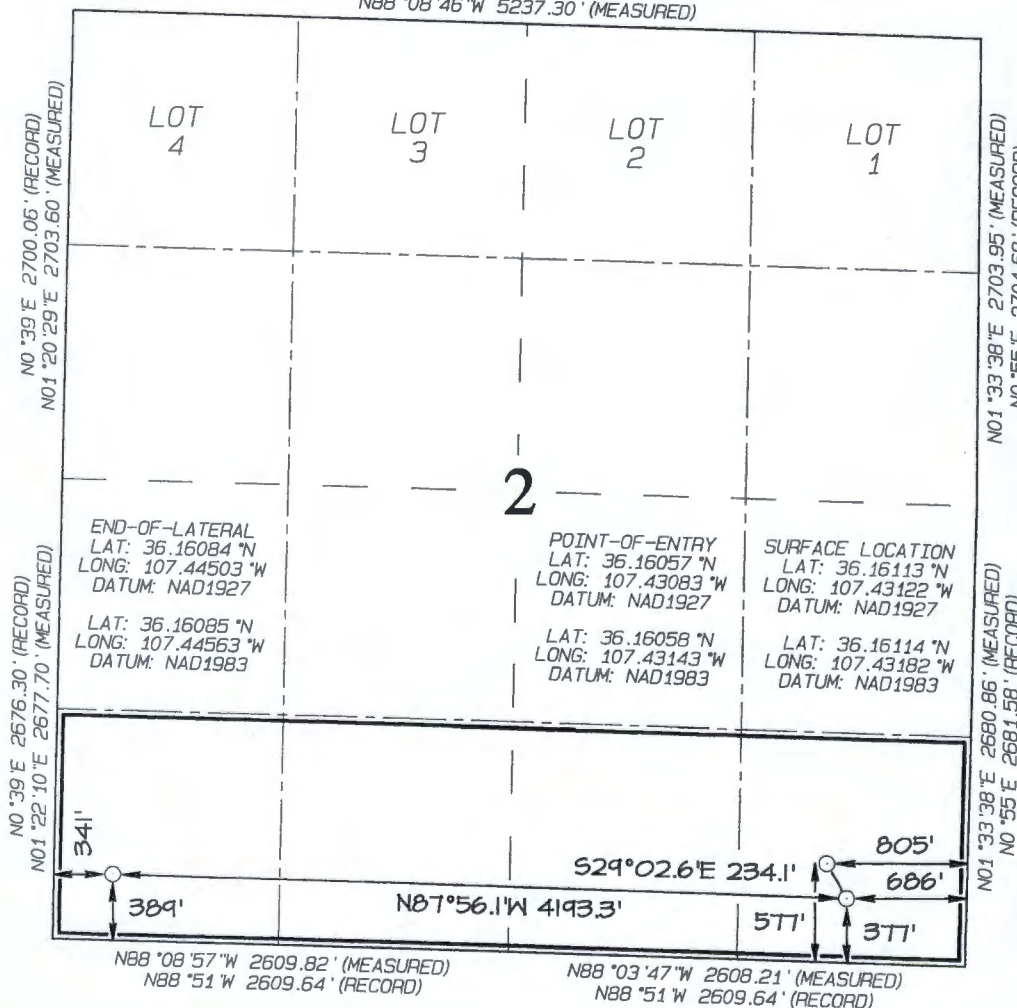 N88°08'46"W 5237.30' (MEASURED)
LOT
4
LOT
3
LOT
2
LOT
1
N0°39'E 2700.06' (RECORD)
N01°20'29"E 2703.60' (MEASURED)
N01°33'38"E 2703.95' (MEASURED)
2
END-OF-LATERAL
LAT: 36.16084 °N
LONG: 107.44503 °W
DATUM: NAD1927
LAT: 36.16085 °N
LONG: 107.44563 °W
DATUM: NAD1983
POINT-OF-ENTRY
LAT: 36.16057 °N
LONG: 107.43083 °W
DATUM: NAD1927
LAT: 36.16058 °N
LONG: 107.43143 °W
DATUM: NAD1983
SURFACE LOCATION
LAT: 36.16113 °N
LONG: 107.43122 °W
DATUM: NAD1927
LAT: 36.16114 °N
LONG: 107.43182 °W
DATUM: NAD1983
N0°39'E 2676.30' (RECORD)
N01°22'10"E 2677.70' (MEASURED)
N01°33'38"E 2680.86' (MEASURED)
N0°55'E 2681.58' (RECORD)
341'
389'
S29°02.6'E 234.1'
N87°56.1'W 4193.3'
805'
686'
577'
377'
N88°08'57"W 2609.82' (MEASURED)
N88°51'W 2609.64' (RECORD)
N88°03'47"W 2608.21' (MEASURED)
N88°51'W 2609.64' (RECORD)